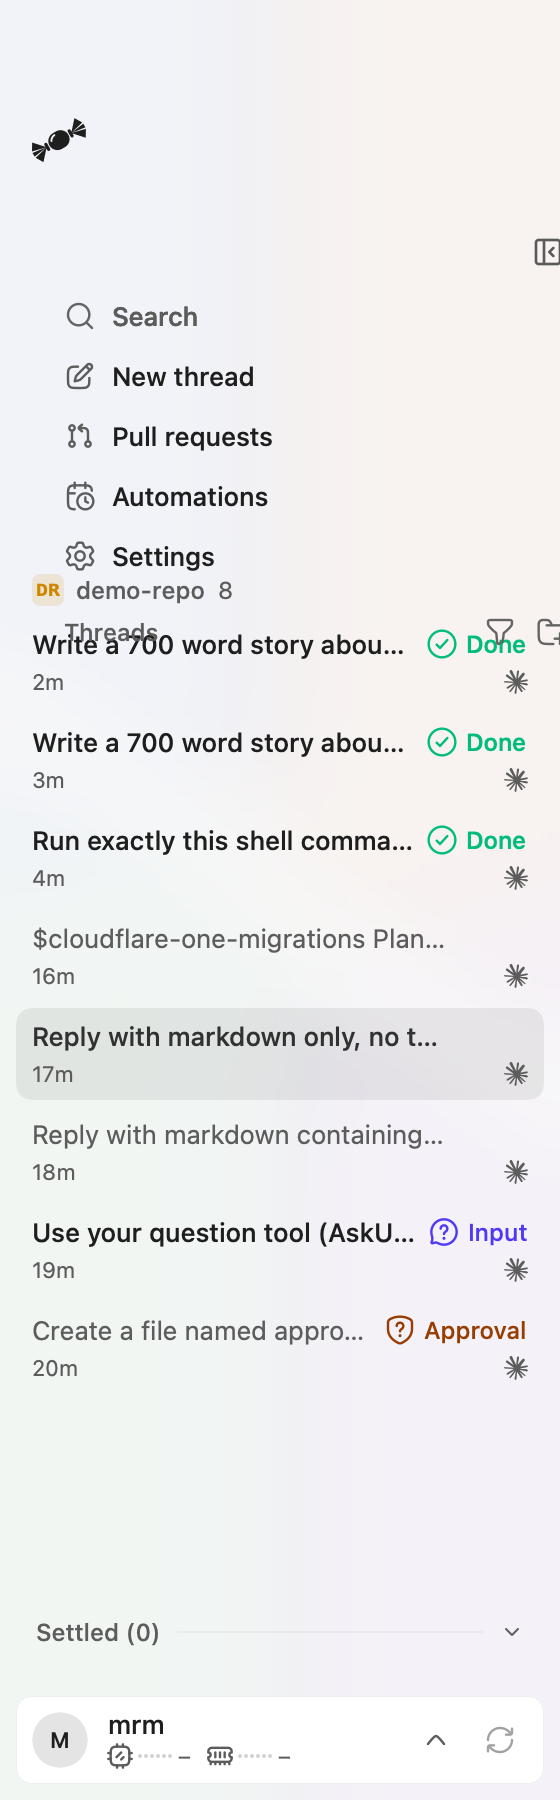 Search
New thread
Pull requests
Automations
Settings
DR demo-repo 8
Threads
Write a 700 word story abou... Done
2m
Write a 700 word story abou... Done
3m
Run exactly this shell comma... Done
4m
$cloudflare-one-migrations Plan...
16m
Reply with markdown only, no t...
17m
Reply with markdown containing...
18m
Use your question tool (AskU... Input
19m
Create a file named appro... Approval
20m
Settled (0)
M mrm
– –